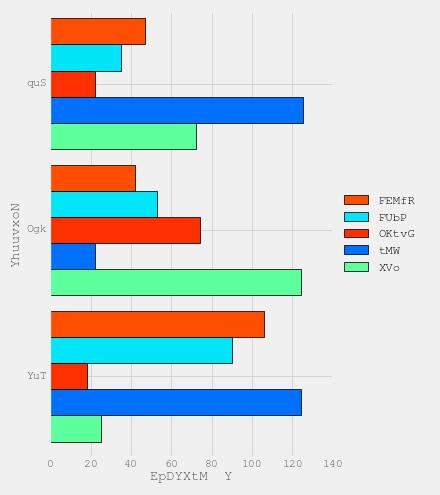 quS
Ogk
YuT
YhuuvxoN
0 20 40 60 80 100 120 140
EpDYXtM Y
FEMfR
FUbP
OKtvG
tMW
XVo